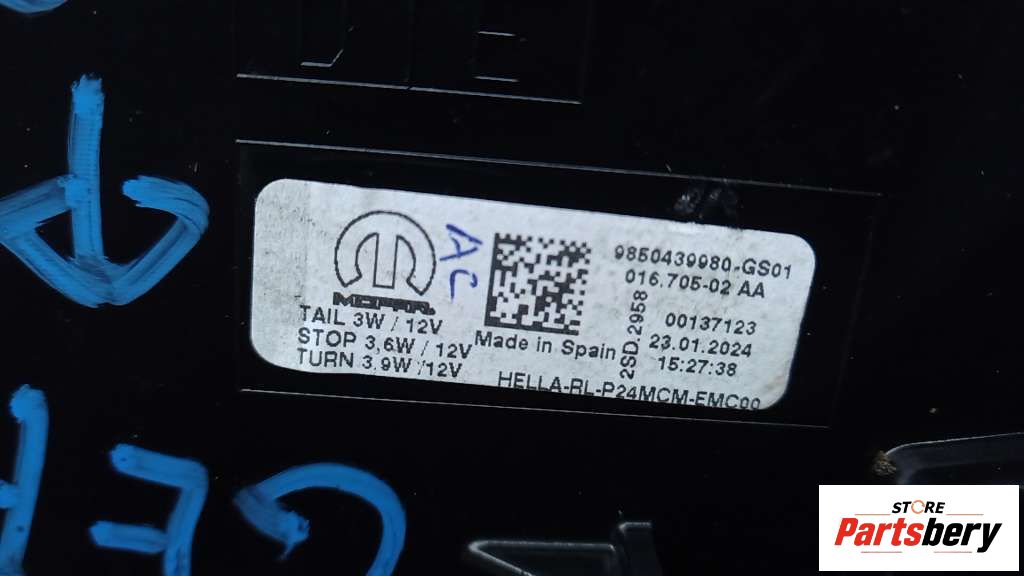 MOPAR
AC
TAIL 3W / 12V
STOP 3,6W / 12V
TURN 3,9W /12V
9850439980-GS01
016.705-02 AA
2SD.2958
00137123
23.01.2024
15:27:38
Made in Spain
HELLA-RL-P24MCM-EMC00
STORE
Partsbery